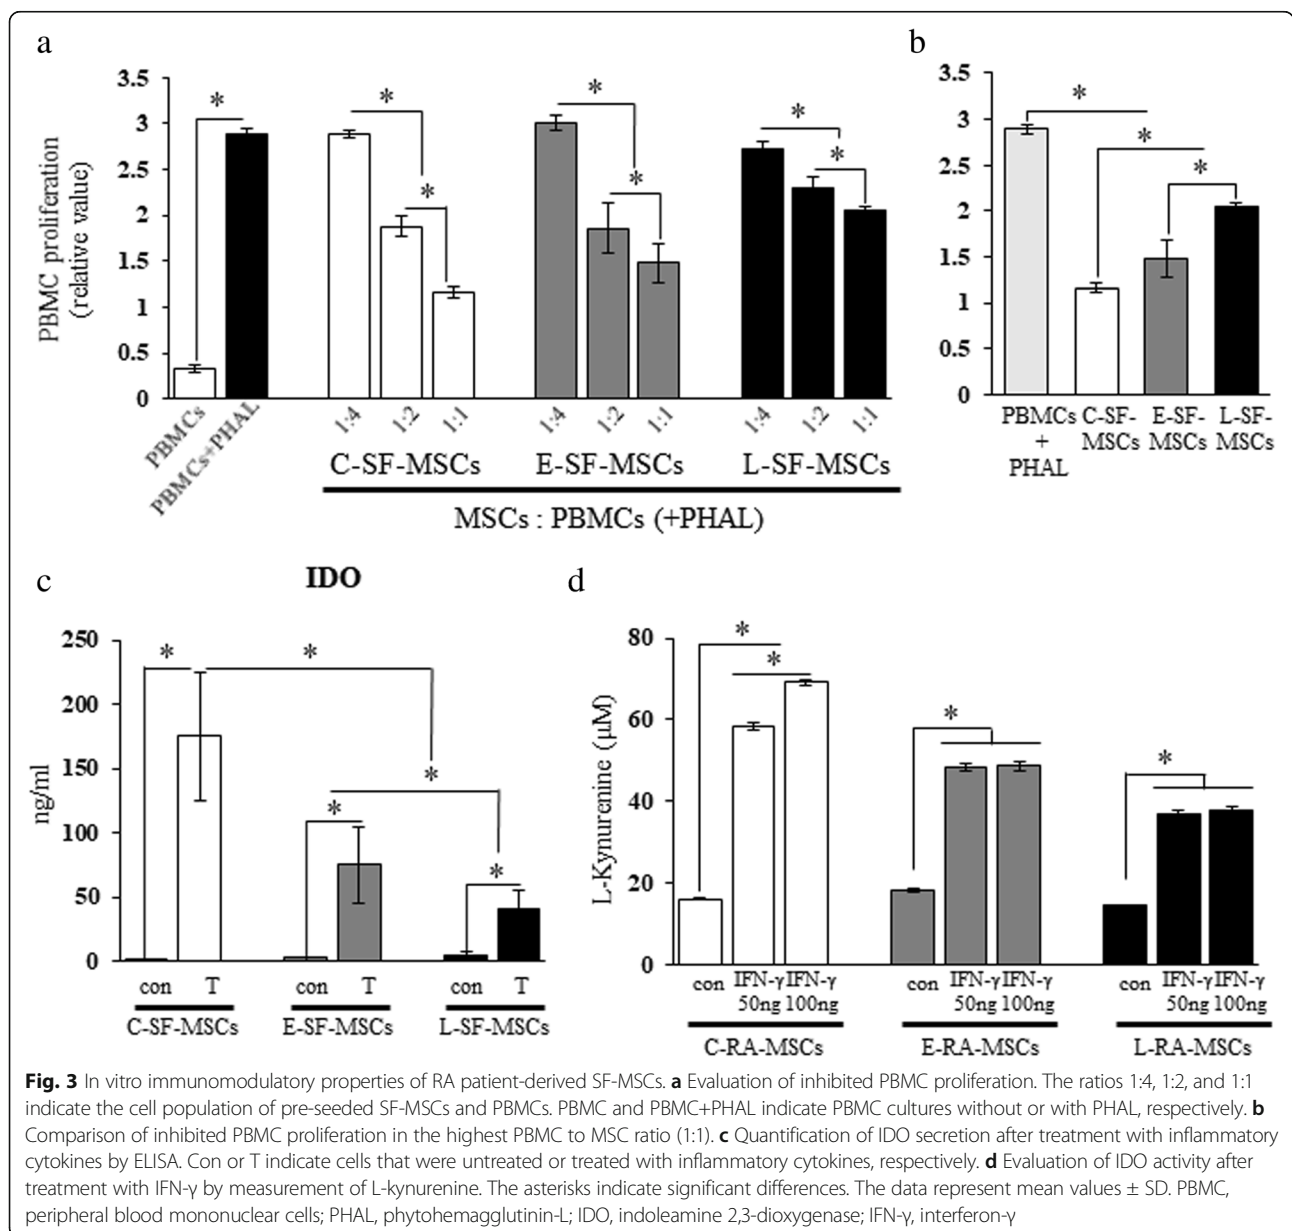 a
b
PBMC proliferation
(relative value)
3.5
3
2.5
2
1.5
1
0.5
0
*
*
*
*
*
*
*
PBMCs
PBMCs+PHAL
1:4
1:2
1:1
1:4
1:2
1:1
1:4
1:2
1:1
C-SF-MSCs
E-SF-MSCs
L-SF-MSCs
MSCs : PBMCs (+PHAL)
3.5
3
2.5
2
1.5
1
0.5
0
*
*
*
PBMCs
+
PHAL
C-SF-
MSCs
E-SF-
MSCs
L-SF-
MSCs
c
IDO
ng/ml
250
200
150
100
50
0
*
*
*
*
*
con
T
con
T
con
T
C-SF-MSCs
E-SF-MSCs
L-SF-MSCs
d
L-Kynurenine (μM)
80
60
40
20
0
*
*
*
*
con
IFN-γ
50ng
IFN-γ
100ng
con
IFN-γ
50ng
IFN-γ
100ng
con
IFN-γ
50ng
IFN-γ
100ng
C-RA-MSCs
E-RA-MSCs
L-RA-MSCs
Fig. 3 In vitro immunomodulatory properties of RA patient-derived SF-MSCs. a Evaluation of inhibited PBMC proliferation. The ratios 1:4, 1:2, and 1:1
indicate the cell population of pre-seeded SF-MSCs and PBMCs. PBMC and PBMC+PHAL indicate PBMC cultures without or with PHAL, respectively. b
Comparison of inhibited PBMC proliferation in the highest PBMC to MSC ratio (1:1). c Quantification of IDO secretion after treatment with inflammatory
cytokines by ELISA. Con or T indicate cells that were untreated or treated with inflammatory cytokines, respectively. d Evaluation of IDO activity after
treatment with IFN-γ by measurement of L-kynurenine. The asterisks indicate significant differences. The data represent mean values ± SD. PBMC,
peripheral blood mononuclear cells; PHAL, phytohemagglutinin-L; IDO, indoleamine 2,3-dioxygenase; IFN-γ, interferon-γ